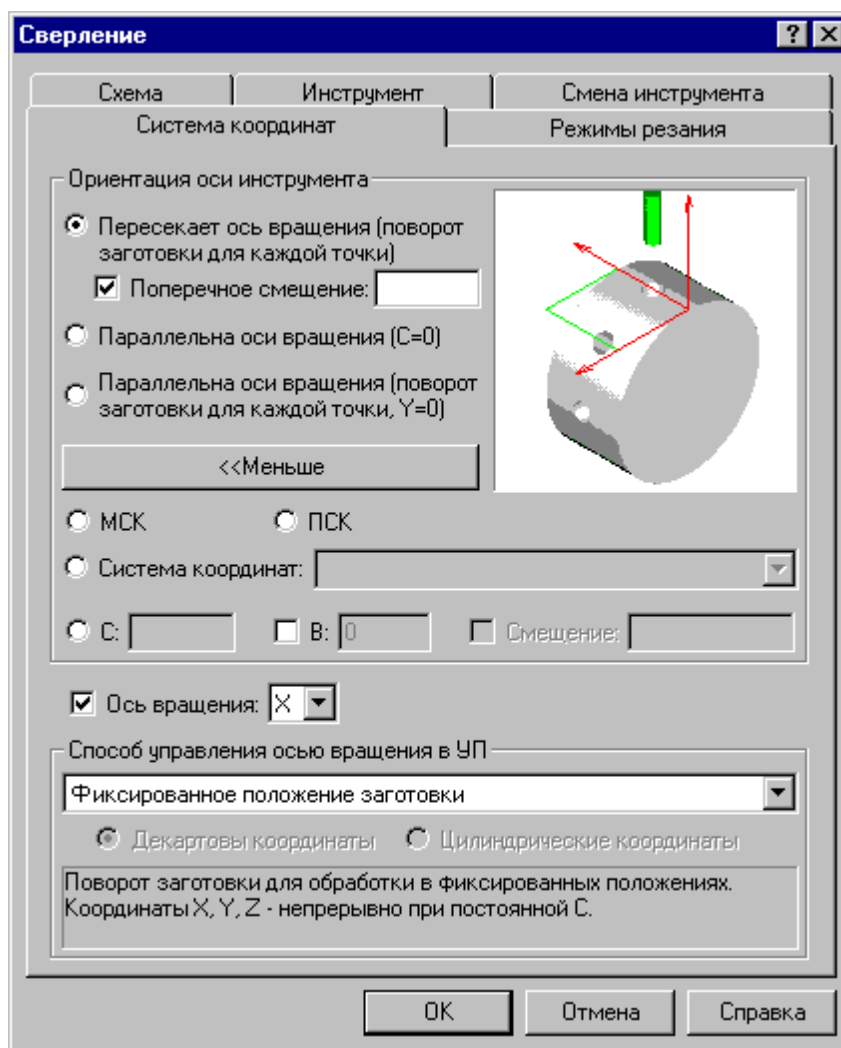 Сверление
Схема
Инструмент
Смена инструмента
Система координат
Режимы резания
Ориентация оси инструмента
Пересекает ось вращения (поворот
заготовки для каждой точки)
Поперечное смещение:
Параллельна оси вращения (C=0)
Параллельна оси вращения (поворот
заготовки для каждой точки, Y=0)
<<Меньше
МСК
ПСК
Система координат:
C:
B:
0
Смещение:
Ось вращения:
X
Способ управления осью вращения в УП
Фиксированное положение заготовки
Декартовы координаты
Цилиндрические координаты
Поворот заготовки для обработки в фиксированных положениях.
Координаты X, Y, Z - непрерывно при постоянной C.
OK
Отмена
Справка